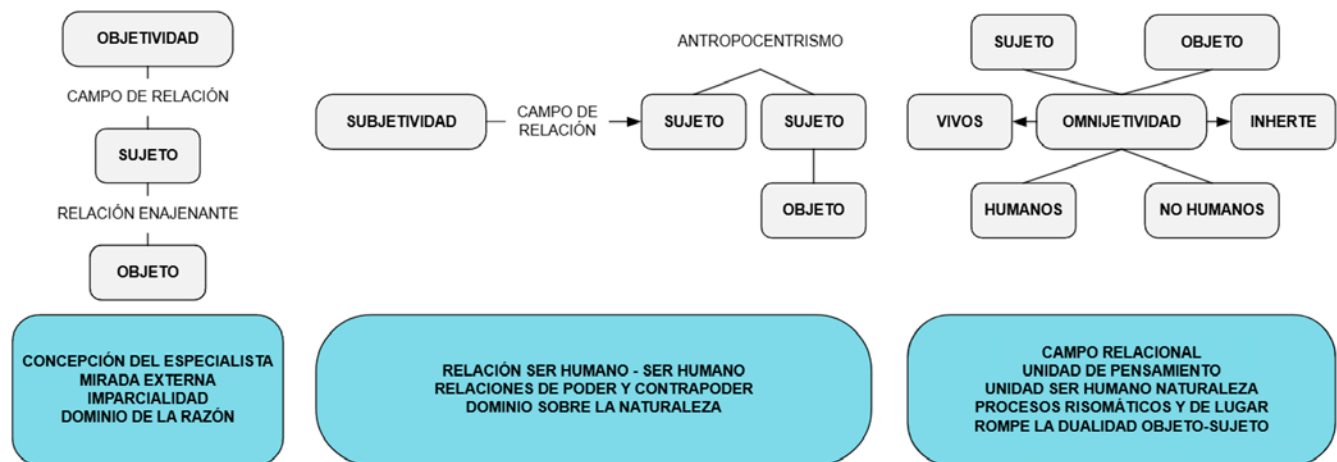 OBJETIVIDAD
CAMPO DE RELACIÓN
SUJETO
RELACIÓN ENAJENANTE
OBJETO
CONCEPCIÓN DEL ESPECIALISTA
MIRADA EXTERNA
IMPARCIALIDAD
DOMINIO DE LA RAZÓN
ANTROPOCENTRISMO
SUBJETIVIDAD
CAMPO DE
RELACIÓN
SUJETO
SUJETO
OBJETO
RELACIÓN SER HUMANO - SER HUMANO
RELACIONES DE PODER Y CONTRAPODER
DOMINIO SOBRE LA NATURALEZA
SUJETO
OBJETO
VIVOS
OMNIJETIVIDAD
INHERTE
HUMANOS
NO HUMANOS
CAMPO RELACIONAL
UNIDAD DE PENSAMIENTO
UNIDAD SER HUMANO NATURALEZA
PROCESOS RISOMÁTICOS Y DE LUGAR
ROMPE LA DUALIDAD OBJETO-SUJETO